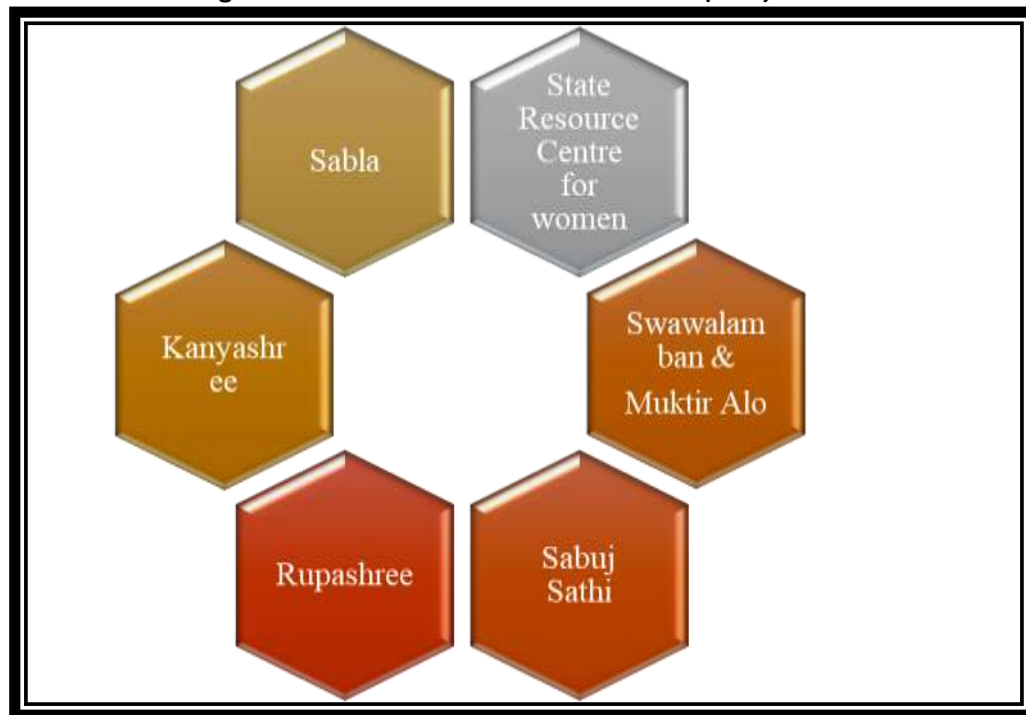 Sabla
State
Resource
Centre
for
women
Kanyashr
ee
Swawalam
ban &
Muktir Alo
Rupashree
Sabuj
Sathi